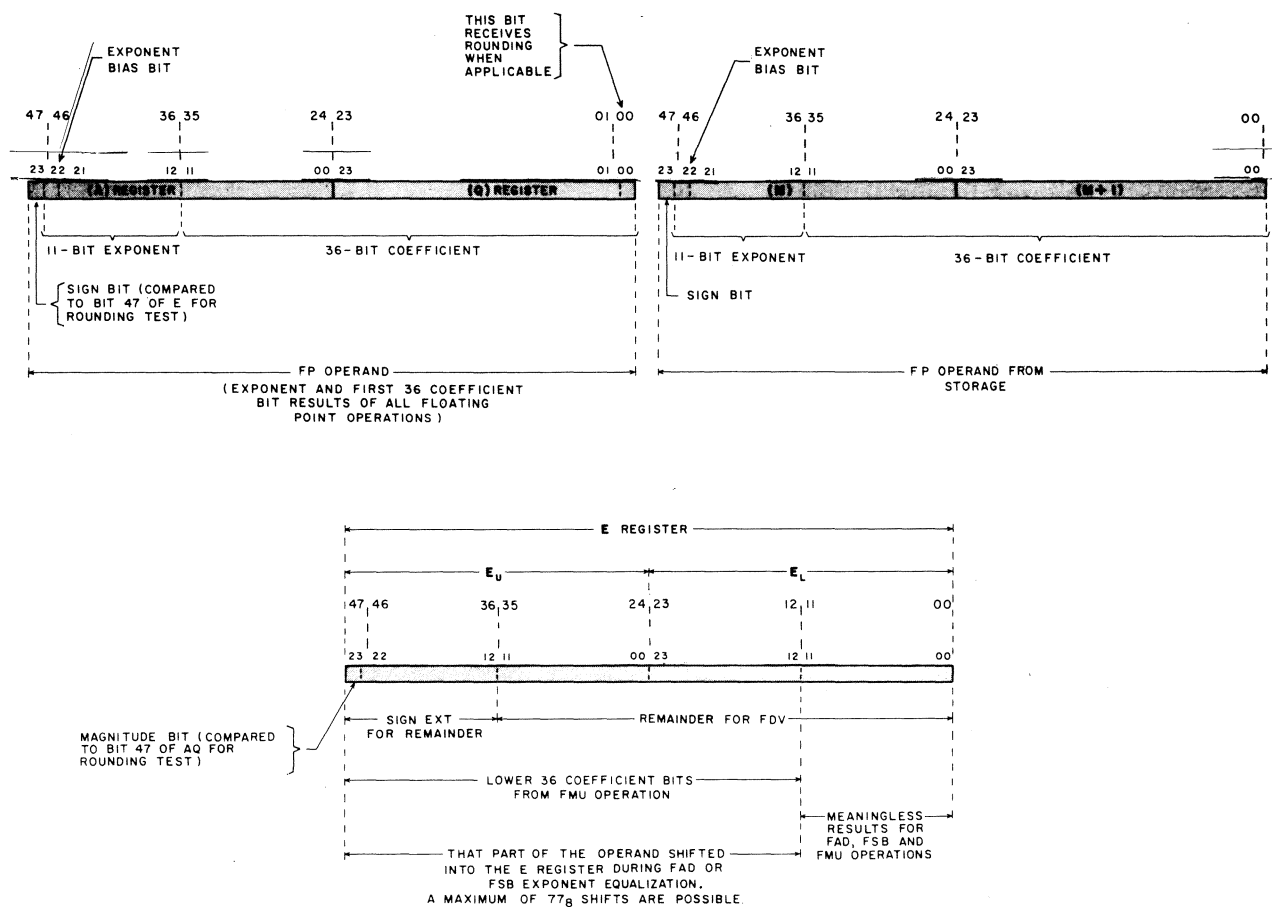 THIS BIT
RECEIVES
ROUNDING
WHEN
APPLICABLE
EXPONENT
BIAS BIT
EXPONENT
BIAS BIT
47 46 36 35 24 23 01 00
47 46 36 35 24 23 00
23 22 21 12 11 00 23 01 00
23 22 21 12 11 00 23 00
(A) REGISTER (Q) REGISTER
(M) (M+1)
11-BIT EXPONENT 36-BIT COEFFICIENT
11-BIT EXPONENT 36-BIT COEFFICIENT
SIGN BIT (COMPARED
TO BIT 47 OF E FOR
ROUNDING TEST)
SIGN BIT
FP OPERAND
(EXPONENT AND FIRST 36 COEFFICIENT
BIT RESULTS OF ALL FLOATING
POINT OPERATIONS)
FP OPERAND FROM
STORAGE
E REGISTER
EU EL
47 46 36 35 24 23 12 11 00
23 22 12 11 00 23 12 11 00
MAGNITUDE BIT (COMPARED
TO BIT 47 OF AQ FOR
ROUNDING TEST)
SIGN EXT
FOR REMAINDER
REMAINDER FOR FDV
LOWER 36 COEFFICIENT BITS
FROM FMU OPERATION
MEANINGLESS
RESULTS FOR
FAD, FSB AND
FMU OPERATIONS
THAT PART OF THE OPERAND SHIFTED
INTO THE E REGISTER DURING FAD OR
FSB EXPONENT EQUALIZATION.
A MAXIMUM OF 778 SHIFTS ARE POSSIBLE.